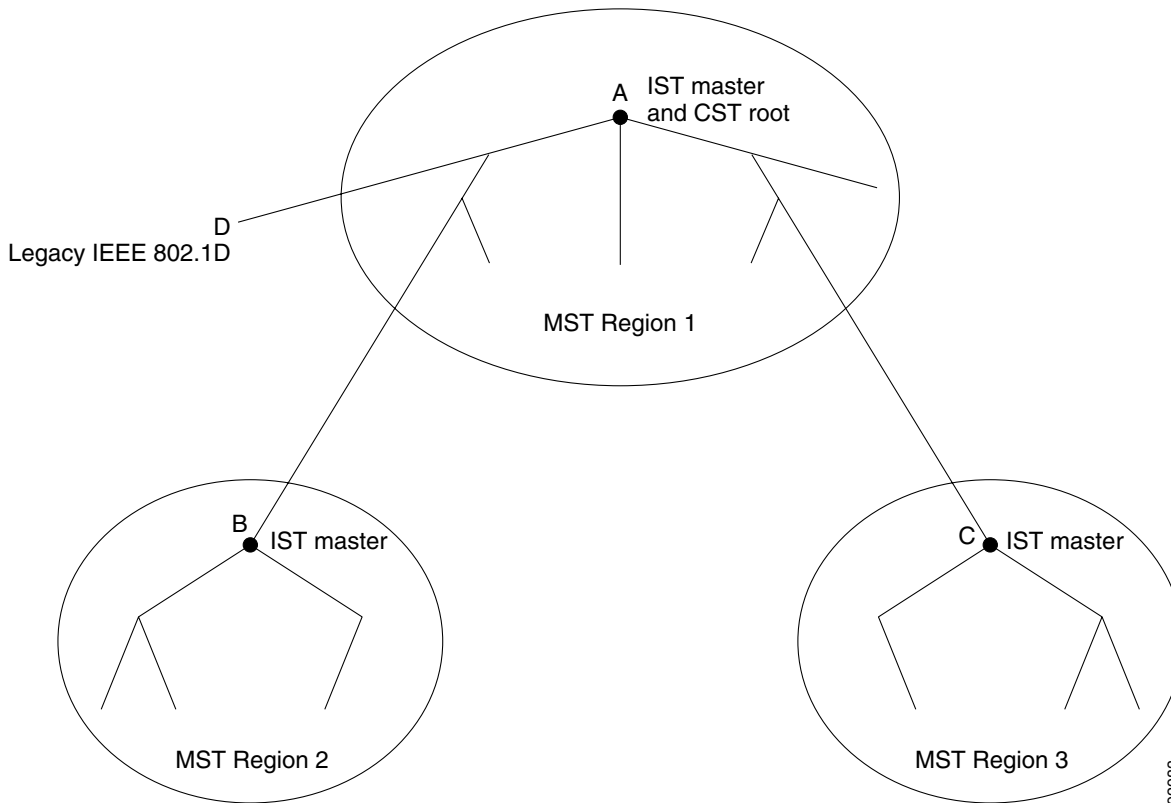 A
IST master
and CST root
D
Legacy IEEE 802.1D
MST Region 1
B
IST master
C
IST master
MST Region 2
MST Region 3